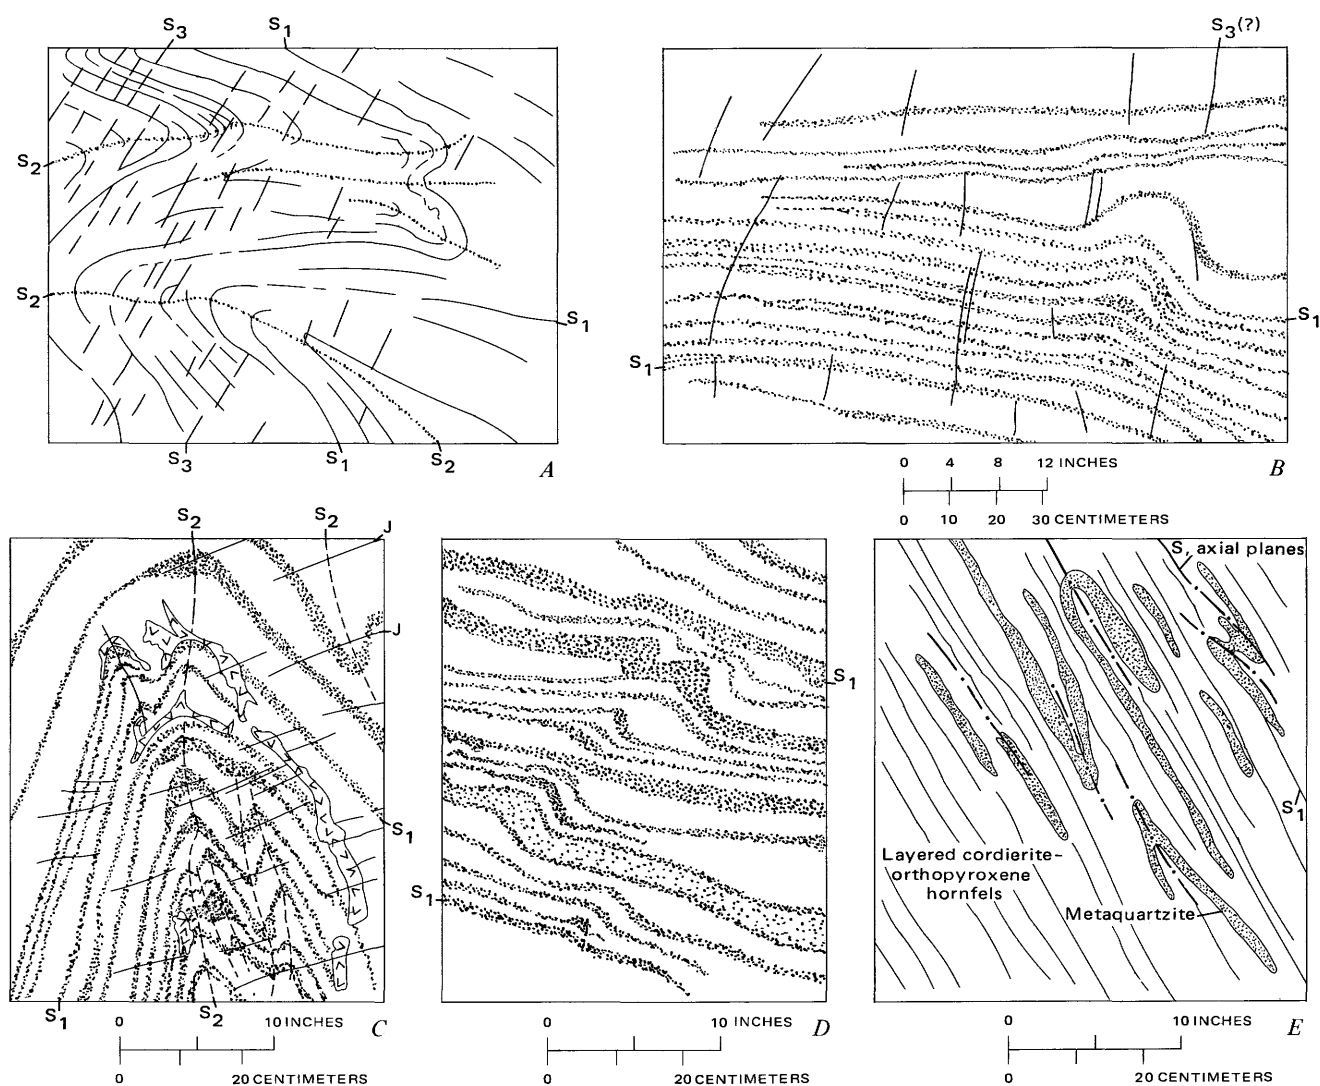 S3
S1
S2
S2
S1
S3
S1
S2
A
S3(?)
S1
S1
B
0 4 8 12 INCHES
0 10 20 30 CENTIMETERS
S2
S2
J
J
S1
S1
S2
C
0 10 INCHES
0 20 CENTIMETERS
S1
S1
D
0 10 INCHES
0 20 CENTIMETERS
S, axial planes
S1
Layered cordierite-
orthopyroxene
hornfels
Metaquartzite
E
0 10 INCHES
0 20 CENTIMETERS